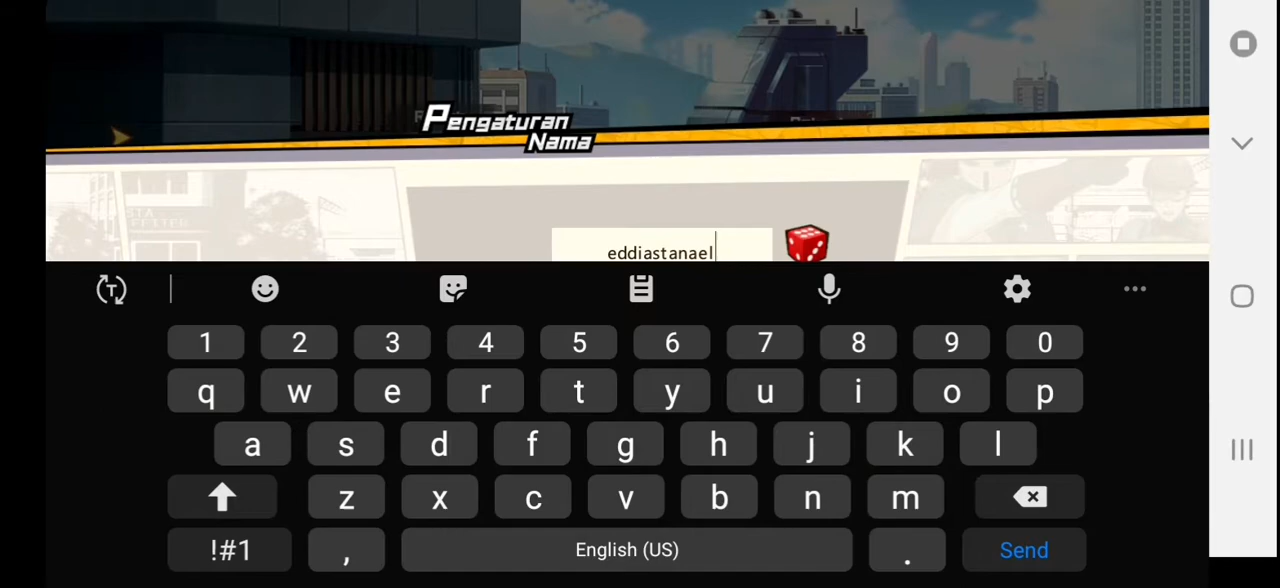 Pengaturan
Nama
eddiastanael
1 2 3 4 5 6 7 8 9 0
q w e r t y u i o p
a s d f g h j k l
z x c v b n m
!#1 , English (US) . Send